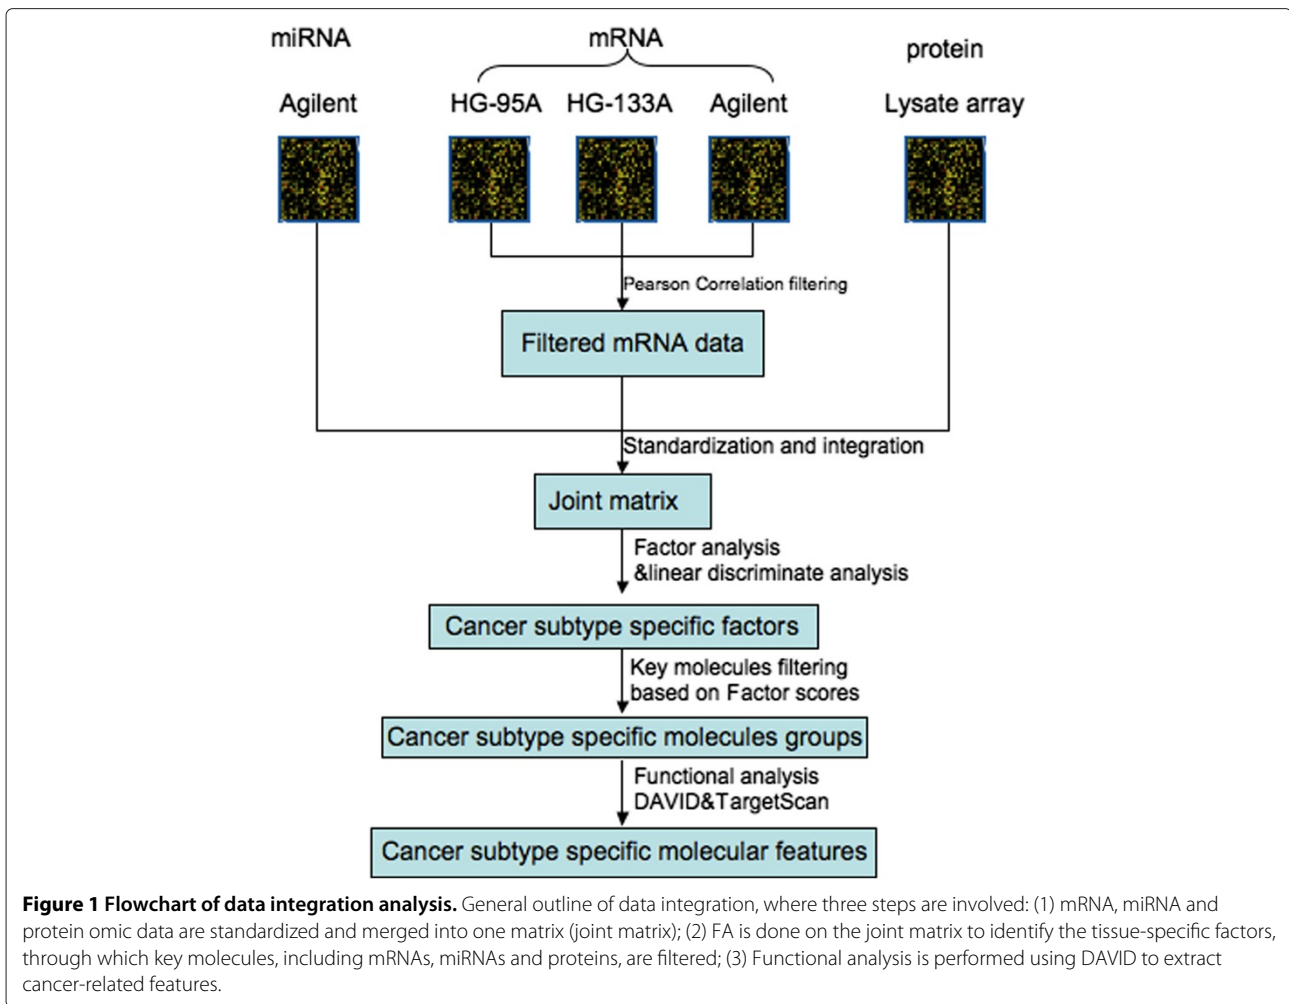 miRNA
mRNA
protein
Agilent
HG-95A
HG-133A
Agilent
Lysate array
Pearson Correlation filtering
Filtered mRNA data
Standardization and integration
Joint matrix
Factor analysis
&linear discriminate analysis
Cancer subtype specific factors
Key molecules filtering
based on Factor scores
Cancer subtype specific molecules groups
Functional analysis
DAVID&TargetScan
Cancer subtype specific molecular features
Figure 1 Flowchart of data integration analysis. General outline of data integration, where three steps are involved: (1) mRNA, miRNA and
protein omic data are standardized and merged into one matrix (joint matrix); (2) FA is done on the joint matrix to identify the tissue-specific factors,
through which key molecules, including mRNAs, miRNAs and proteins, are filtered; (3) Functional analysis is performed using DAVID to extract
cancer-related features.